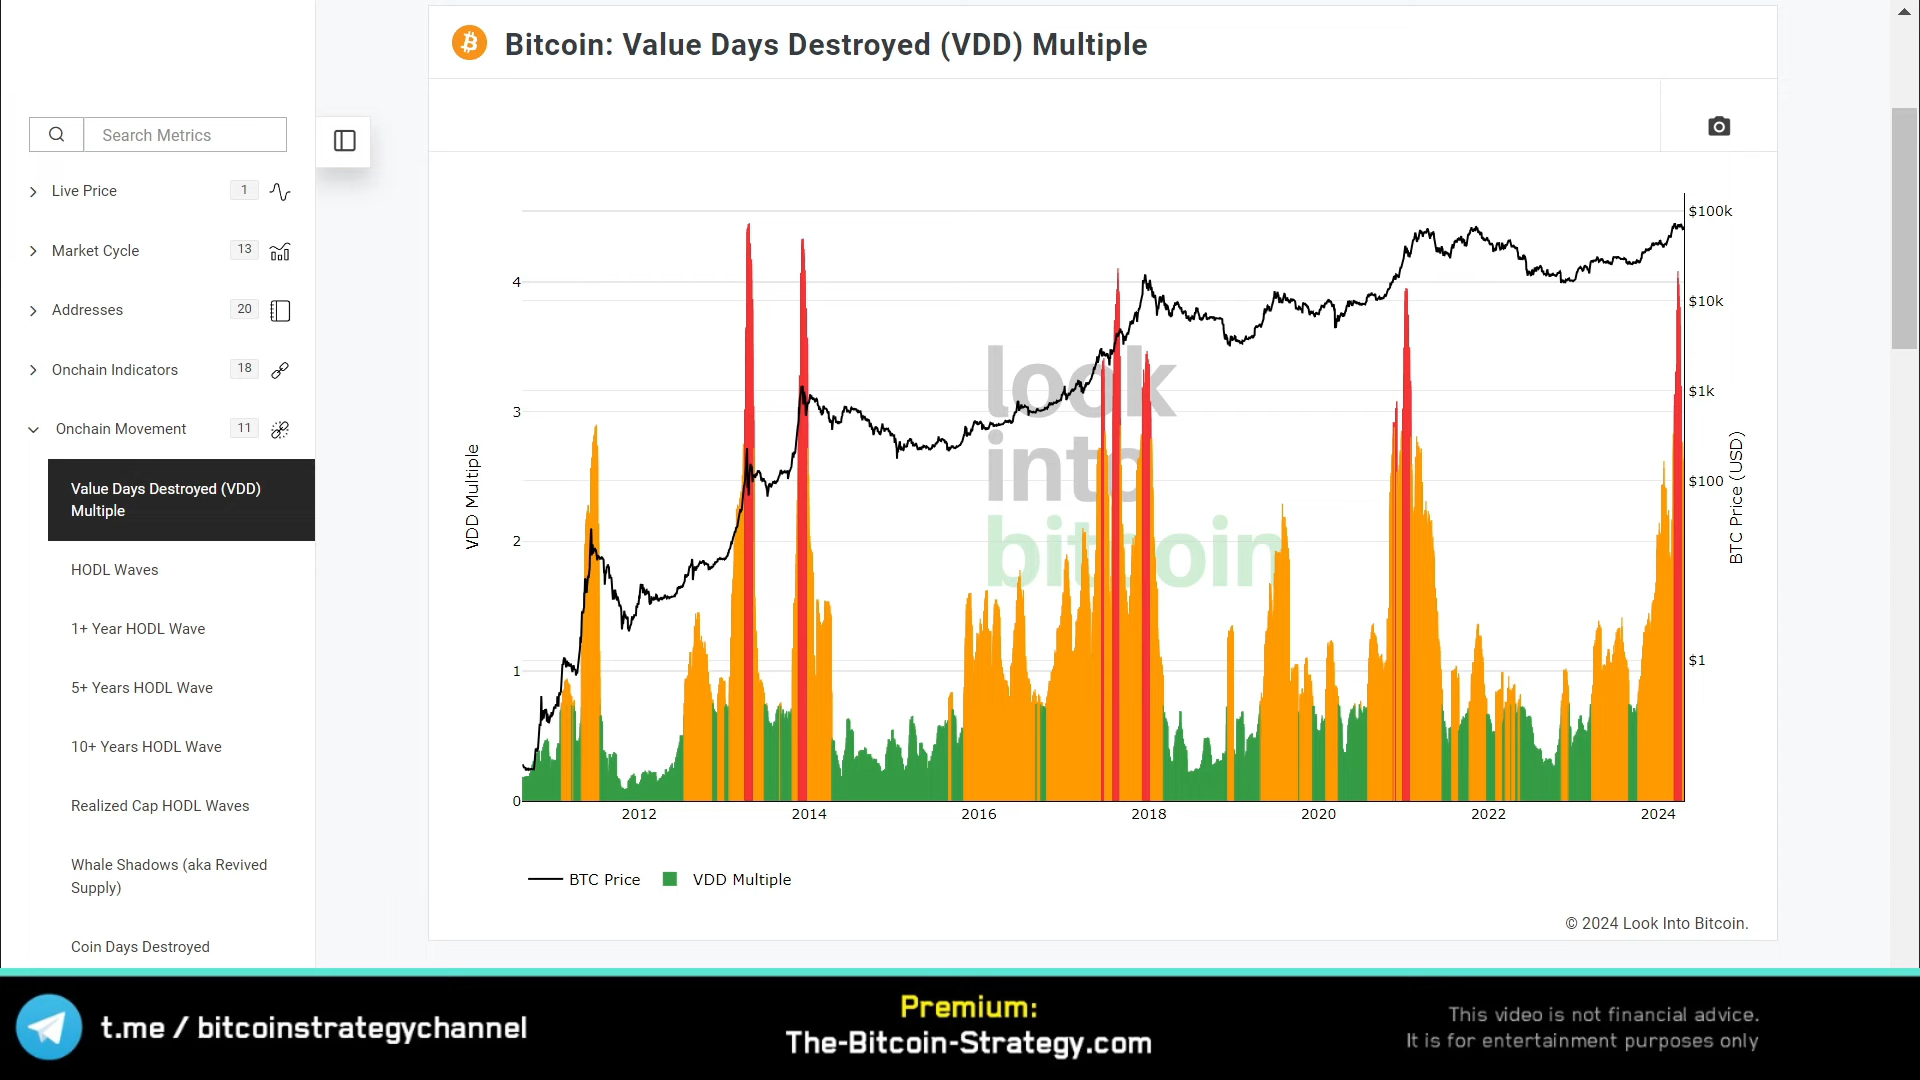 Bitcoin: Value Days Destroyed (VDD) Multiple
Search Metrics
Live Price 1
Market Cycle 13
Addresses 20
Onchain Indicators 18
Onchain Movement 11
Value Days Destroyed (VDD)
Multiple
HODL Waves
1+ Year HODL Wave
5+ Years HODL Wave
10+ Years HODL Wave
Realized Cap HODL Waves
Whale Shadows (aka Revived
Supply)
Coin Days Destroyed
VDD Multiple
4
3
2
1
0
look
into
bitcoin
$100k
$10k
$1k
$100
$1
BTC Price (USD)
2012 2014 2016 2018 2020 2022 2024
BTC Price VDD Multiple
© 2024 Look Into Bitcoin.
t.me / bitcoinstrategychannel
Premium:
The-Bitcoin-Strategy.com
This video is not financial advice.
It is for entertainment purposes only